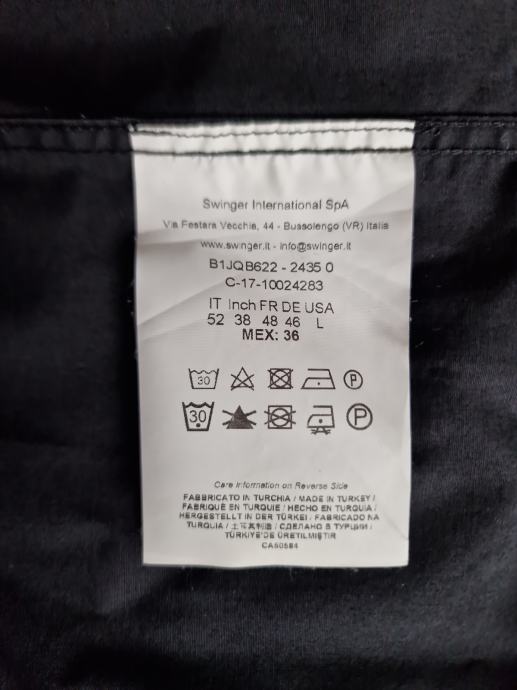 Swinger International SpA
Via Festara Vecchia, 44 - Bussolengo (VR) Italia
www.swinger.it - info@swinger.it
B1JQB622 - 2435 0
C-17-10024283
IT Inch FR DE USA
52 38 48 46 L
MEX: 36
30 P
30 P
Care Information on Reverse Side
FABBRICATO IN TURCHIA / MADE IN TURKEY /
FABRIQUÉ EN TURQUIE / HECHO EN TURQUIA /
HERGESTELLT IN DER TÜRKEI / FABRICADO NA
TURQUIA / 土耳其制造 / СДЕЛАНО В ТУРЦИИ /
TÜRKİYE'DE ÜRETİLMİŞTİR
CA60584